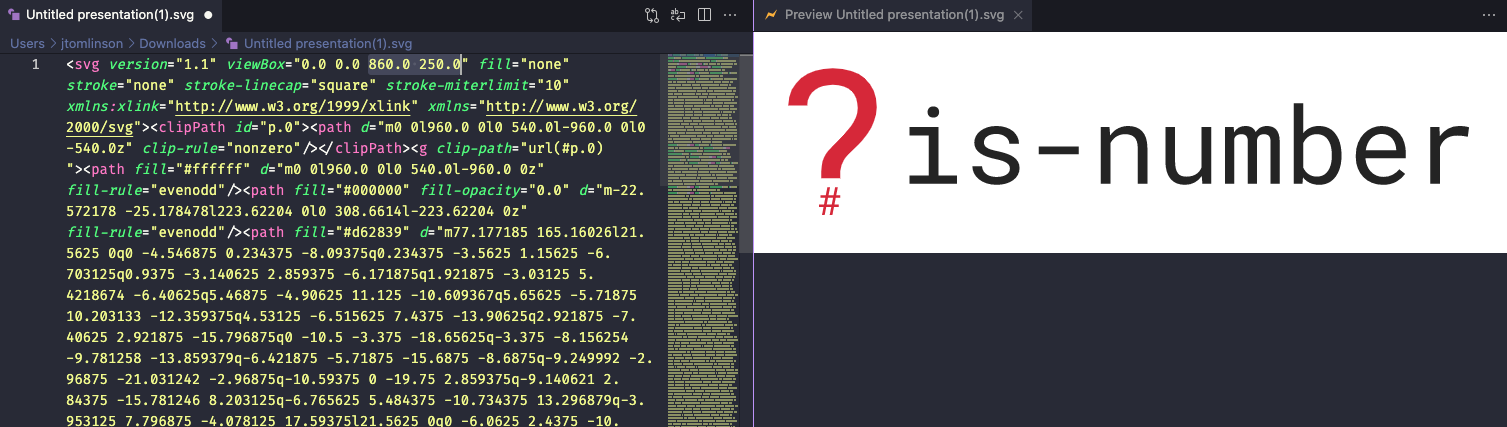 Untitled presentation(1).svg
Users > jtomlinson > Downloads > Untitled presentation(1).svg
1 <svg version="1.1" viewBox="0.0 0.0 860.0 250.0" fill="none"
stroke="none" stroke-linecap="square" stroke-miterlimit="10"
xmlns:xlink="http://www.w3.org/1999/xlink" xmlns="http://www.w3.org/
2000/svg"><clipPath id="p.0"><path d="m0 0l960.0 0l0 540.0l-960.0 0l0
-540.0z" clip-rule="nonzero"/></clipPath><g clip-path="url(#p.0)
"><path fill="#ffffff" d="m0 0l960.0 0l0 540.0l-960.0 0z"
fill-rule="evenodd"/><path fill="#000000" fill-opacity="0.0" d="m-22.
572178 -25.178478l223.62204 0l0 308.6614l-223.62204 0z"
fill-rule="evenodd"/><path fill="#d62839" d="m77.177185 165.16026l21.
5625 0q0 -4.546875 0.234375 -8.09375q0.234375 -3.5625 1.15625 -6.
703125q0.9375 -3.140625 2.859375 -6.171875q1.921875 -3.03125 5.
4218674 -6.40625q5.46875 -4.90625 11.125 -10.609367q5.65625 -5.71875
10.203133 -12.359375q4.53125 -6.515625 7.4375 -13.90625q2.921875 -7.
40625 2.921875 -15.796875q0 -10.5 -3.375 -18.65625q-3.375 -8.156254
-9.781258 -13.859379q-6.421875 -5.71875 -15.6875 -8.6875q-9.249992 -2.
96875 -21.031242 -2.96875q-10.59375 0 -19.75 2.859375q-9.140621 2.
84375 -15.781246 8.203125q-6.765625 5.484375 -10.734375 13.296879q-3.
953125 7.796875 -4.078125 17.59375l21.5625 0q0 -6.0625 2.4375 -10.
Preview Untitled presentation(1).svg
?
#
is-number